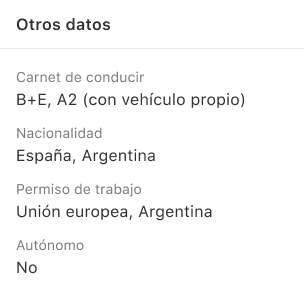 Otros datos
Carnet de conducir
B+E, A2 (con vehículo propio)
Nacionalidad
España, Argentina
Permiso de trabajo
Unión europea, Argentina
Autónomo
No